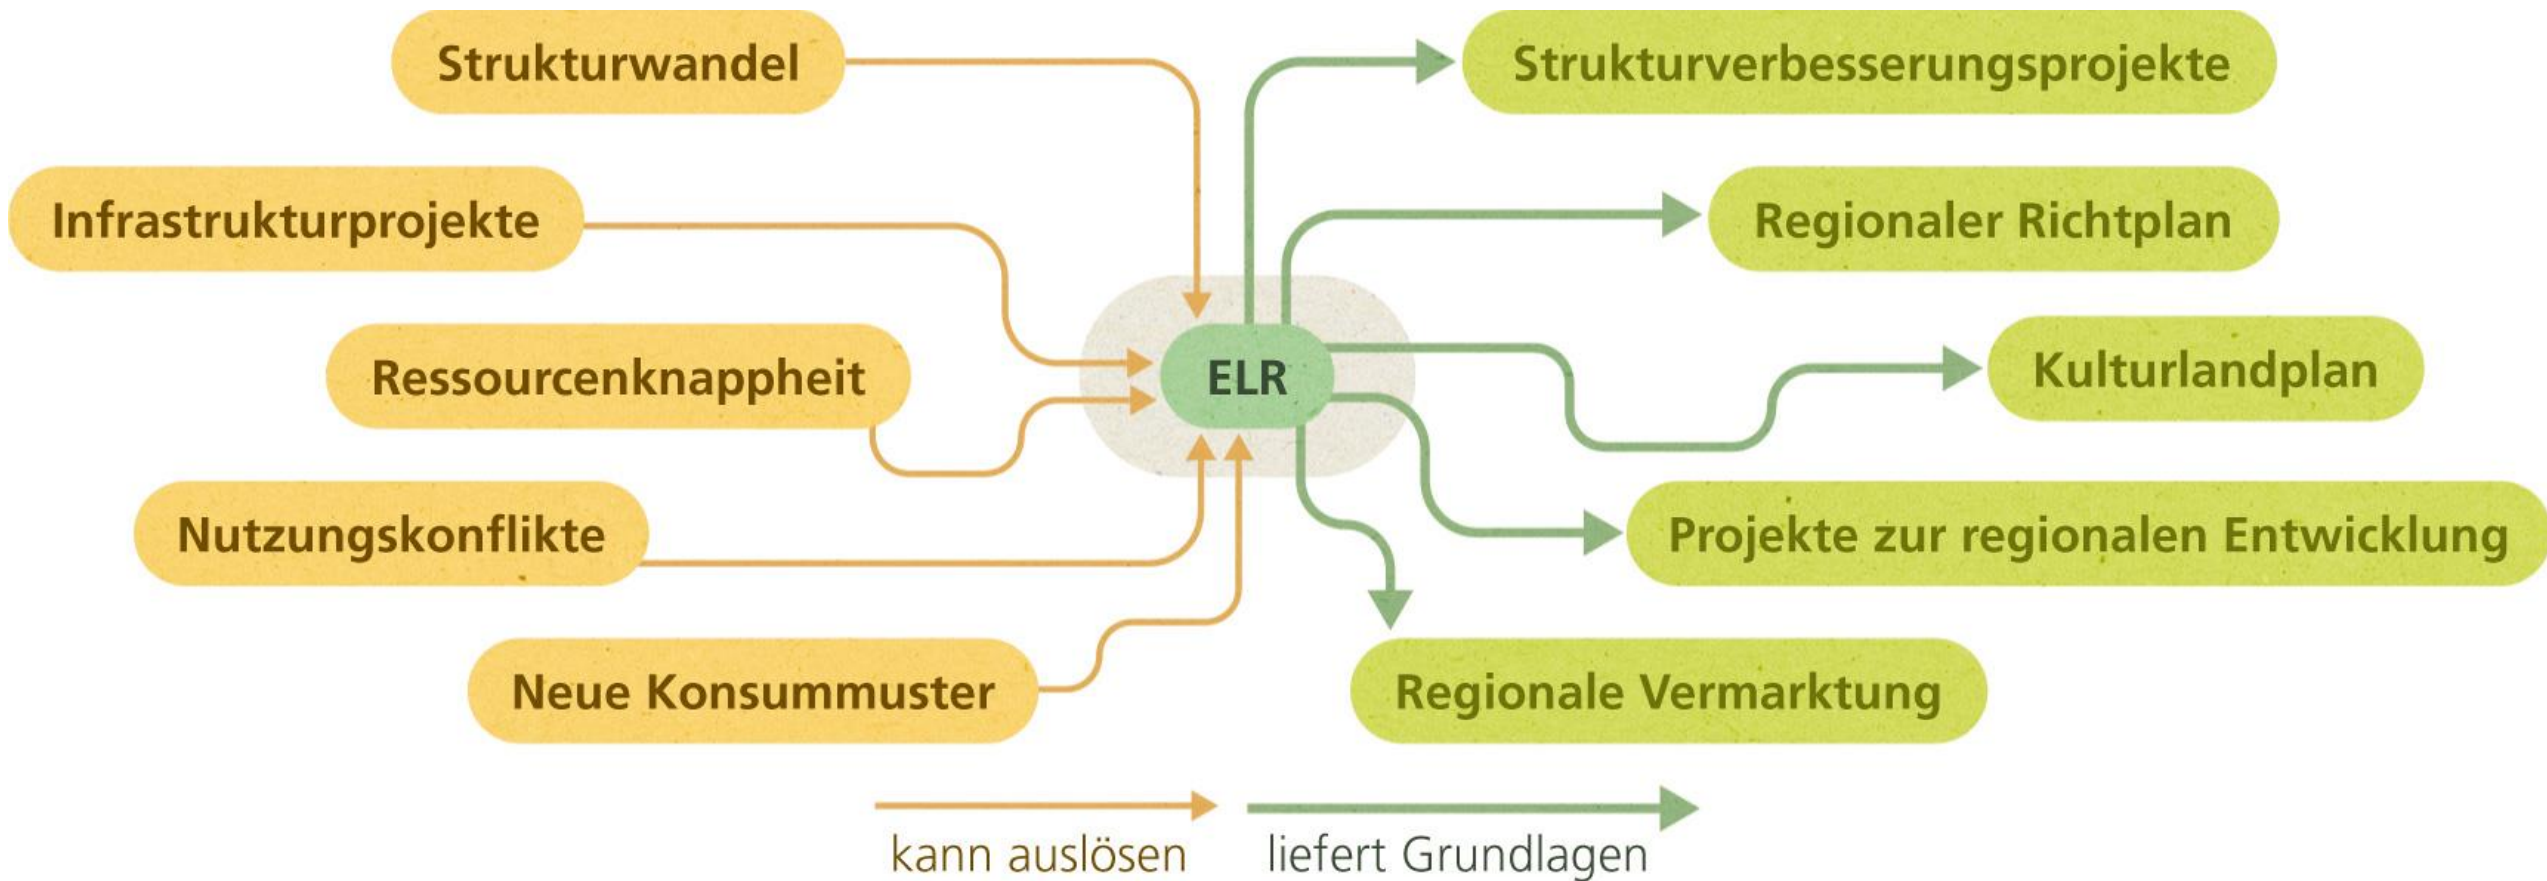 Strukturwandel
Infrastrukturprojekte
Ressourcenknappheit
Nutzungskonflikte
Neue Konsummuster
ELR
Strukturverbesserungsprojekte
Regionaler Richtplan
Kulturlandplan
Projekte zur regionalen Entwicklung
Regionale Vermarktung
kann auslösen
liefert Grundlagen